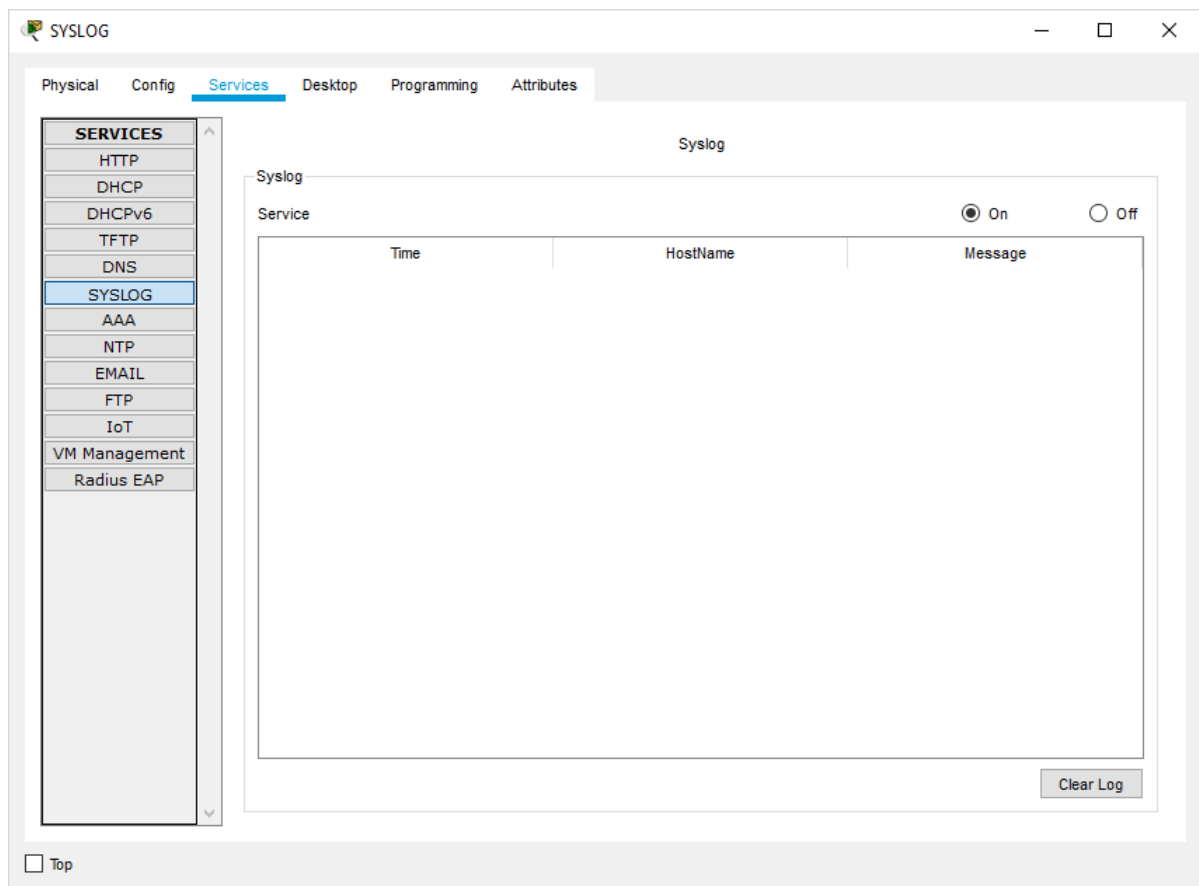 SYSLOG
Physical Config Services Desktop Programming Attributes
SERVICES
HTTP
DHCP
DHCPv6
TFTP
DNS
SYSLOG
AAA
NTP
EMAIL
FTP
IoT
VM Management
Radius EAP
Syslog
Syslog
Service On Off
Time HostName Message
Clear Log
Top